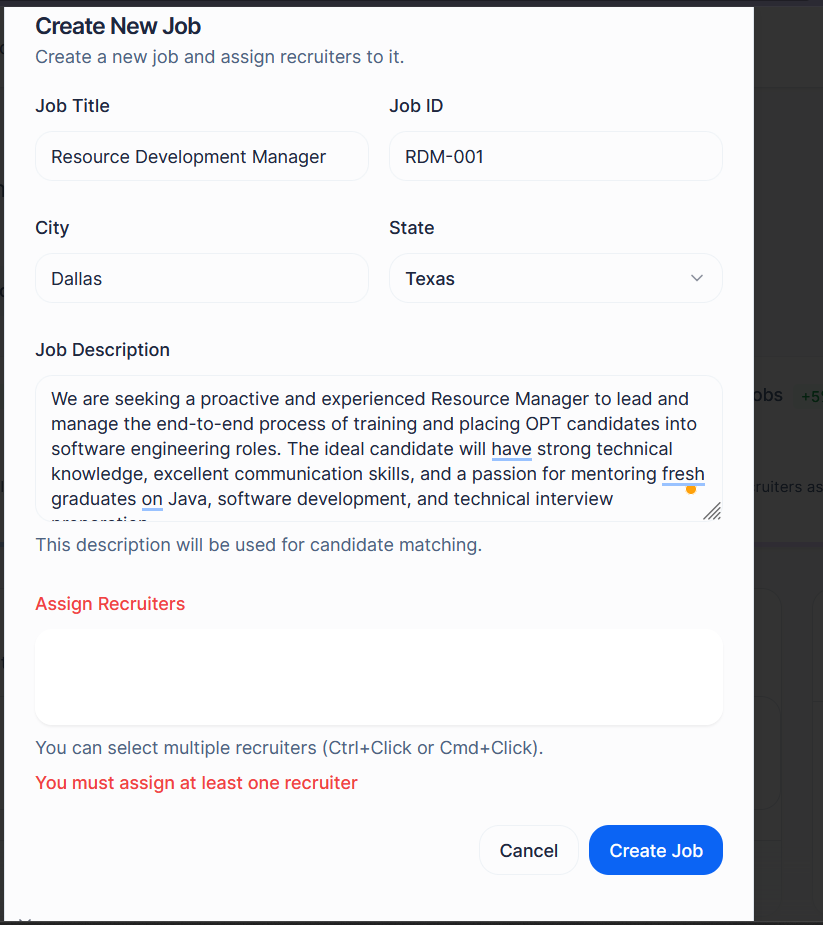 Create New Job
Create a new job and assign recruiters to it.
Job Title
Job ID
Resource Development Manager
RDM-001
City
State
Dallas
Texas
Job Description
We are seeking a proactive and experienced Resource Manager to lead and
manage the end-to-end process of training and placing OPT candidates into
software engineering roles. The ideal candidate will have strong technical
knowledge, excellent communication skills, and a passion for mentoring fresh
graduates on Java, software development, and technical interview
This description will be used for candidate matching.
Assign Recruiters
You can select multiple recruiters (Ctrl+Click or Cmd+Click).
You must assign at least one recruiter
Cancel
Create Job